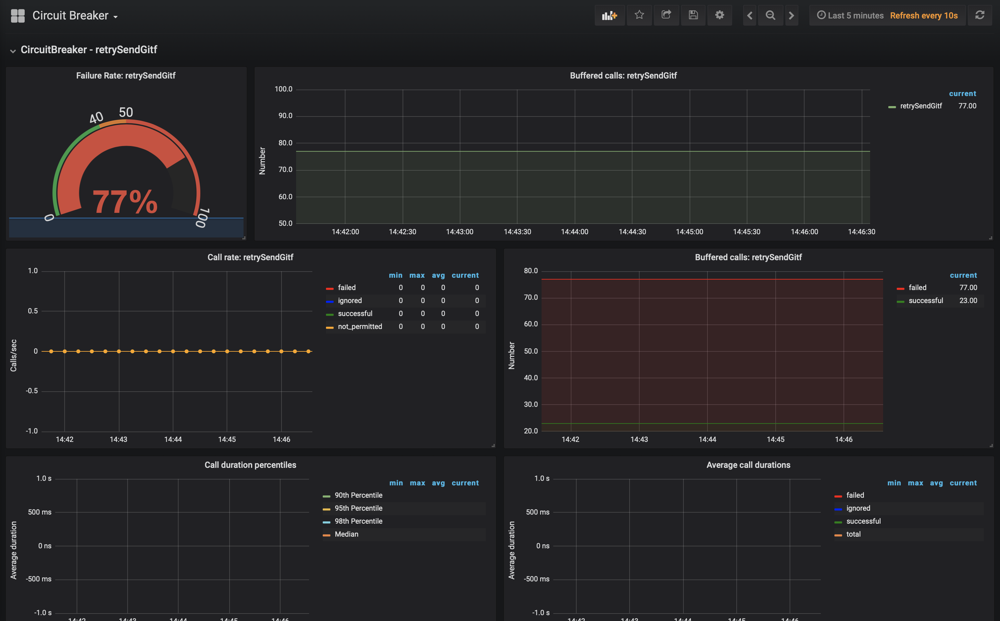 Circuit Breaker
Last 5 minutes Refresh every 10s
CircuitBreaker - retrySendGitf
Failure Rate: retrySendGitf
0
40
50
100
77%
Buffered calls: retrySendGitf
Number
100.0
90.0
80.0
70.0
60.0
50.0
14:42:00 14:42:30 14:43:00 14:43:30 14:44:00 14:44:30 14:45:00 14:45:30 14:46:00 14:46:30
current
retrySendGitf 77.00
Call rate: retrySendGitf
Calls/sec
1.0
0.5
0
-0.5
-1.0
14:42 14:43 14:44 14:45 14:46
min max avg current
failed 0 0 0 0
ignored 0 0 0 0
successful 0 0 0 0
not_permitted 0 0 0 0
Buffered calls: retrySendGitf
Number
80.0
70.0
60.0
50.0
40.0
30.0
20.0
14:42 14:43 14:44 14:45 14:46
current
failed 77.00
successful 23.00
Call duration percentiles
Average duration
1.0 s
500 ms
0 ns
-500 ms
-1.0 s
14:42 14:43 14:44 14:45 14:46
min max avg current
90th Percentile
95th Percentile
98th Percentile
Median
Average call durations
Average duration
1.0 s
500 ms
0 ns
-500 ms
-1.0 s
14:42 14:43 14:44 14:45 14:46
min max avg current
failed
ignored
successful
total